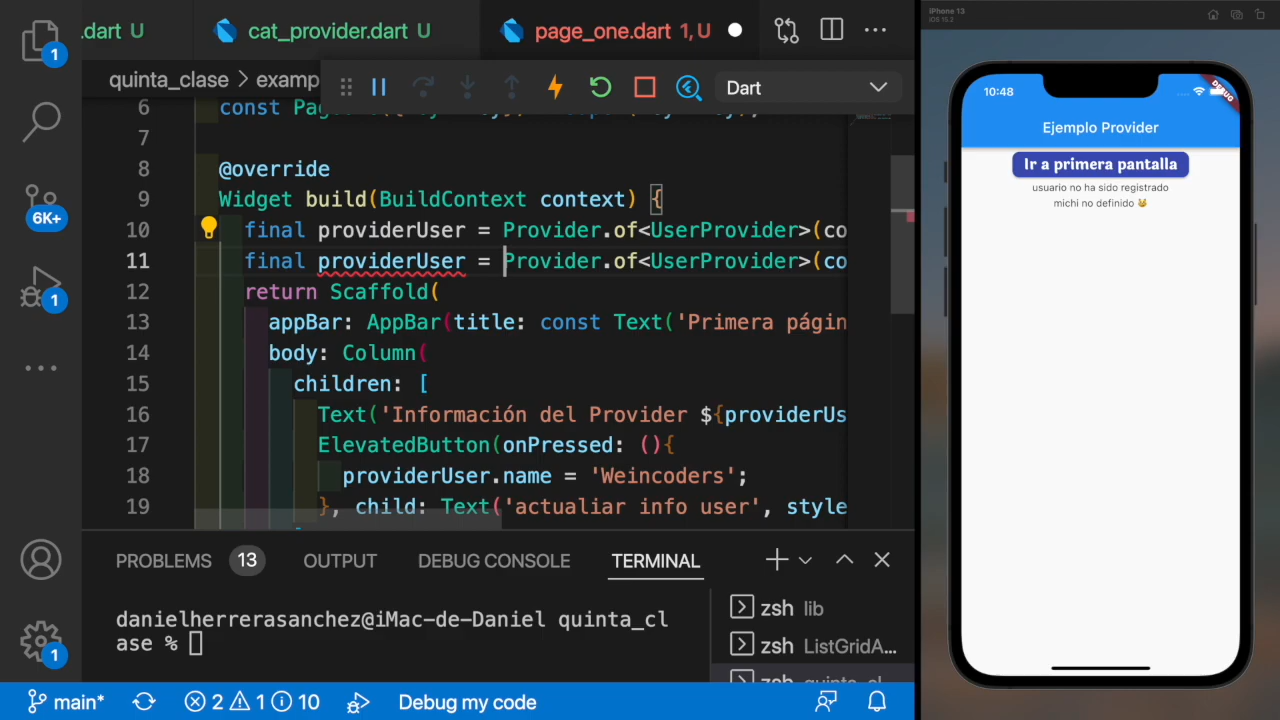 .dart U
cat_provider.dart U
page_one.dart 1, U
quinta_clase > examp
Dart
6
const Pag
7
8 @override
9 Widget build(BuildContext context) {
10 final providerUser = Provider.of<UserProvider>(co
11 final providerUser = Provider.of<UserProvider>(co
12 return Scaffold(
13 appBar: AppBar(title: const Text('Primera págin
14 body: Column(
15 children: [
16 Text('Información del Provider ${providerUs
17 ElevatedButton(onPressed: (){
18 providerUser.name = 'Weincoders';
19 }, child: Text('actualiar info user', style
1
6K+
1
1
PROBLEMS 13 OUTPUT DEBUG CONSOLE TERMINAL
danielherrerasanchez@iMac-de-Daniel quinta_cl
ase %
zsh lib
zsh ListGridA...
zsh quinta_cl
main* 2 1 10 Debug my code
iPhone 13
iOS 15.2
10:48
DEBUG
Ejemplo Provider
Ir a primera pantalla
usuario no ha sido registrado
michi no definido 😸